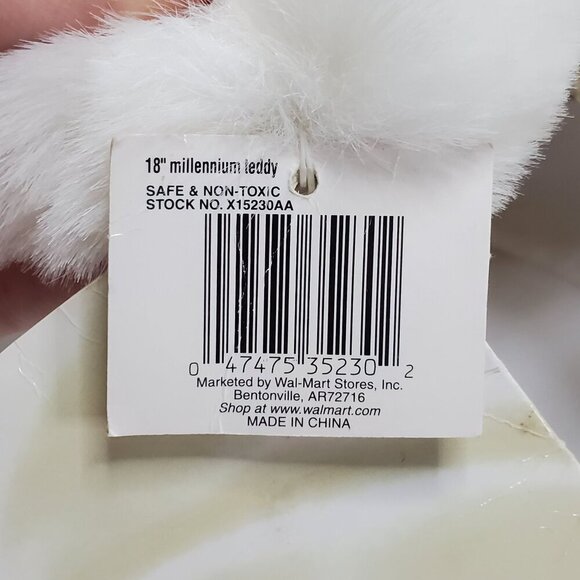 18" millennium teddy
SAFE & NON-TOXIC
STOCK NO. X15230AA
0 47475 35230 2
Marketed by Wal-Mart Stores, Inc.
Bentonville, AR72716
Shop at www.walmart.com
MADE IN CHINA